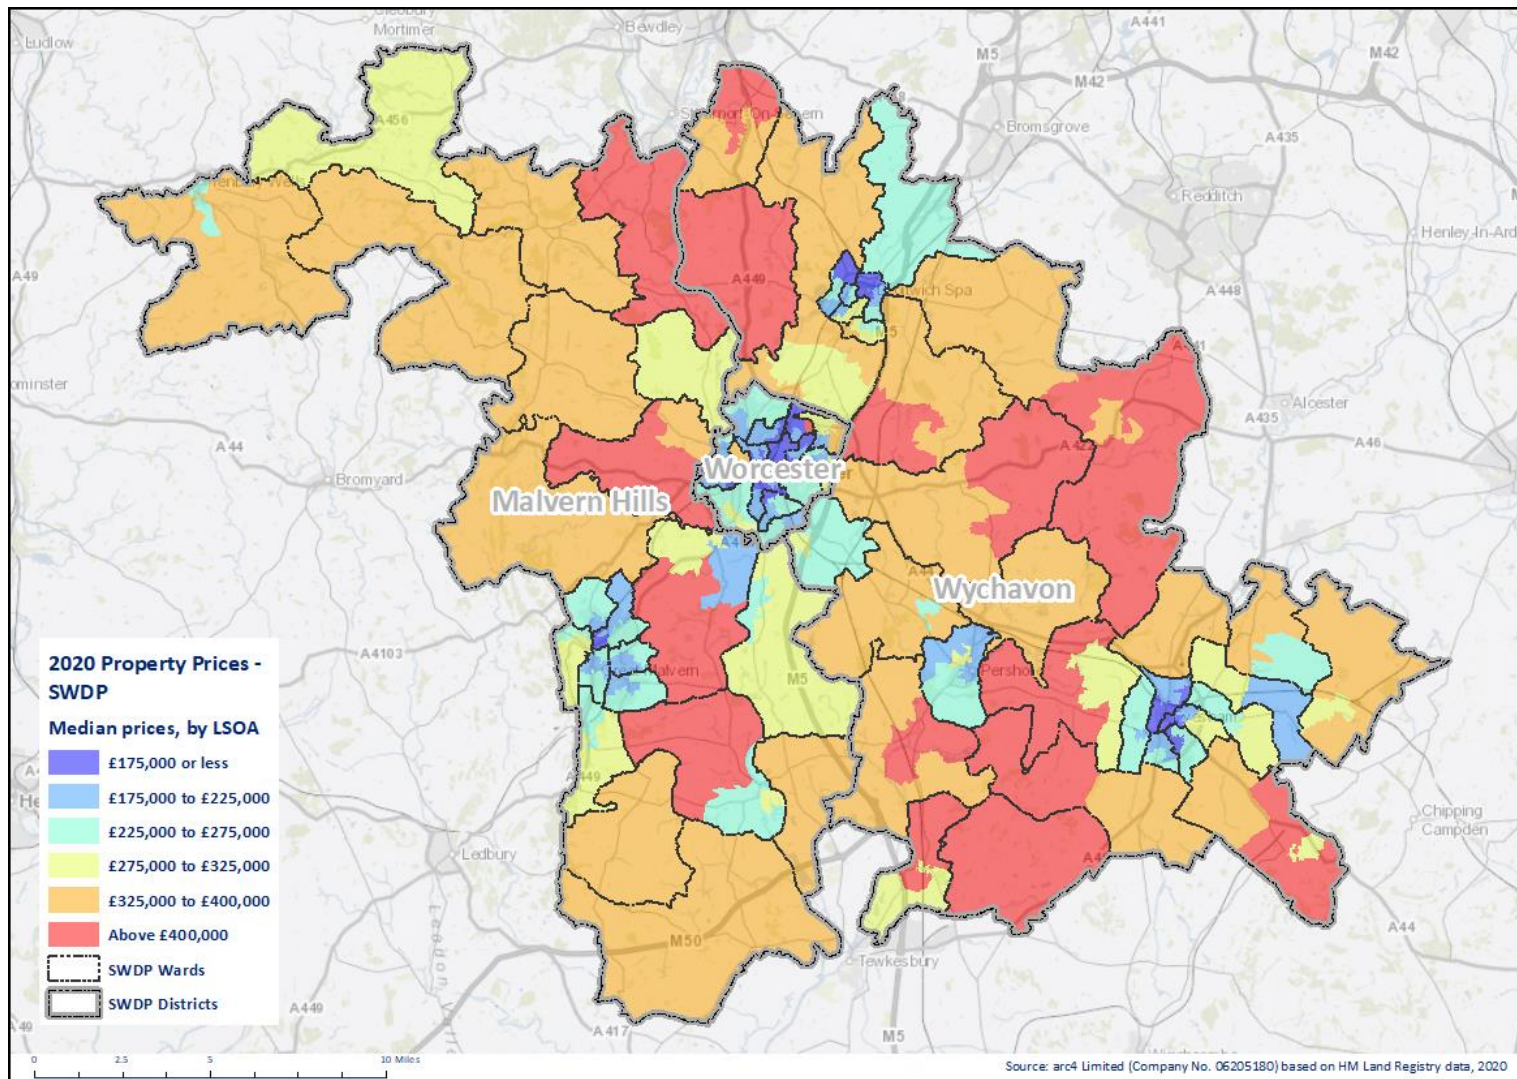 Cleobury
Mortimer
Ludlow
Bewdley
A441
M5
M42
M42
A456
Bromsgrove
A435
Redditch
Henley-In-Ard
A49
A448
A449
A441
Alcester
A435
A46
A44
Bromyard
A422
Worcester
Malvern Hills
Wychavon
A4103
Malvern
M5
Pershore
A449
Ledbury
Chipping
Campden
M50
A44
Tewkesbury
A449
A417
M5
2020 Property Prices -
SWDP
Median prices, by LSOA
£175,000 or less
£175,000 to £225,000
£225,000 to £275,000
£275,000 to £325,000
£325,000 to £400,000
Above £400,000
SWDP Wards
SWDP Districts
0 2.5 5 10 Miles
Source: arc4 Limited (Company No. 06205180) based on HM Land Registry data, 2020